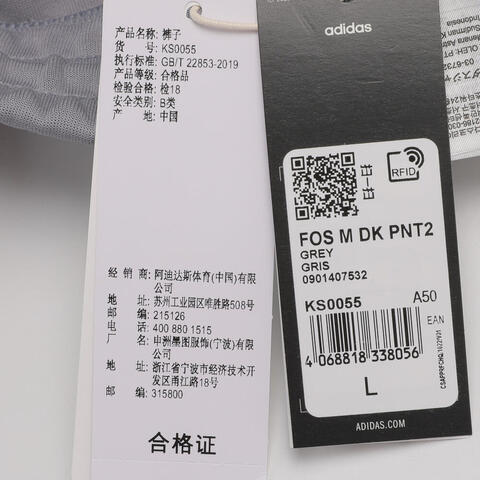 产品名称: 裤子
货 号: KS0055
执行标准: GB/T 22853-2019
产品等级: 合格品
检验合格: 检18
安全类别: B类
产 地: 中国
经 销 商: 阿迪达斯体育(中国)有限
公司
地 址: 苏州工业园区唯胜路508号
邮 编: 215126
电 话: 400 880 1515
厂 名: 申洲墨图服饰(宁波)有限
公司
地 址: 浙江省宁波市经济技术开
发区甬江路18号
邮 编: 315800
合格证
adidas
RFID
FOS M DK PNT2
GREY
GRIS
0901407532
KS0055 A50
EAN
4 068818 338056
L
ADIDAS.COM
Indonesia